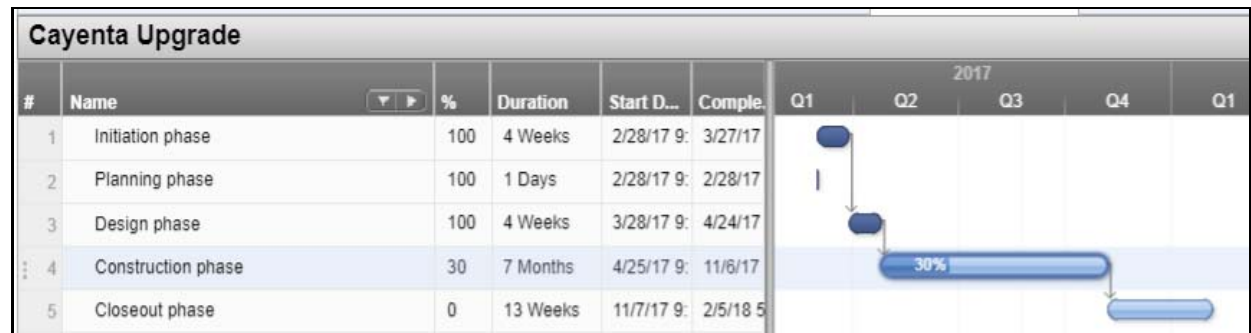 Cayenta Upgrade
2017
# Name % Duration Start D... Comple. Q1 Q2 Q3 Q4 Q1
1 Initiation phase 100 4 Weeks 2/28/17 9: 3/27/17
2 Planning phase 100 1 Days 2/28/17 9: 2/28/17
3 Design phase 100 4 Weeks 3/28/17 9: 4/24/17
4 Construction phase 30 7 Months 4/25/17 9: 11/6/17 30%
5 Closeout phase 0 13 Weeks 11/7/17 9: 2/5/18 5